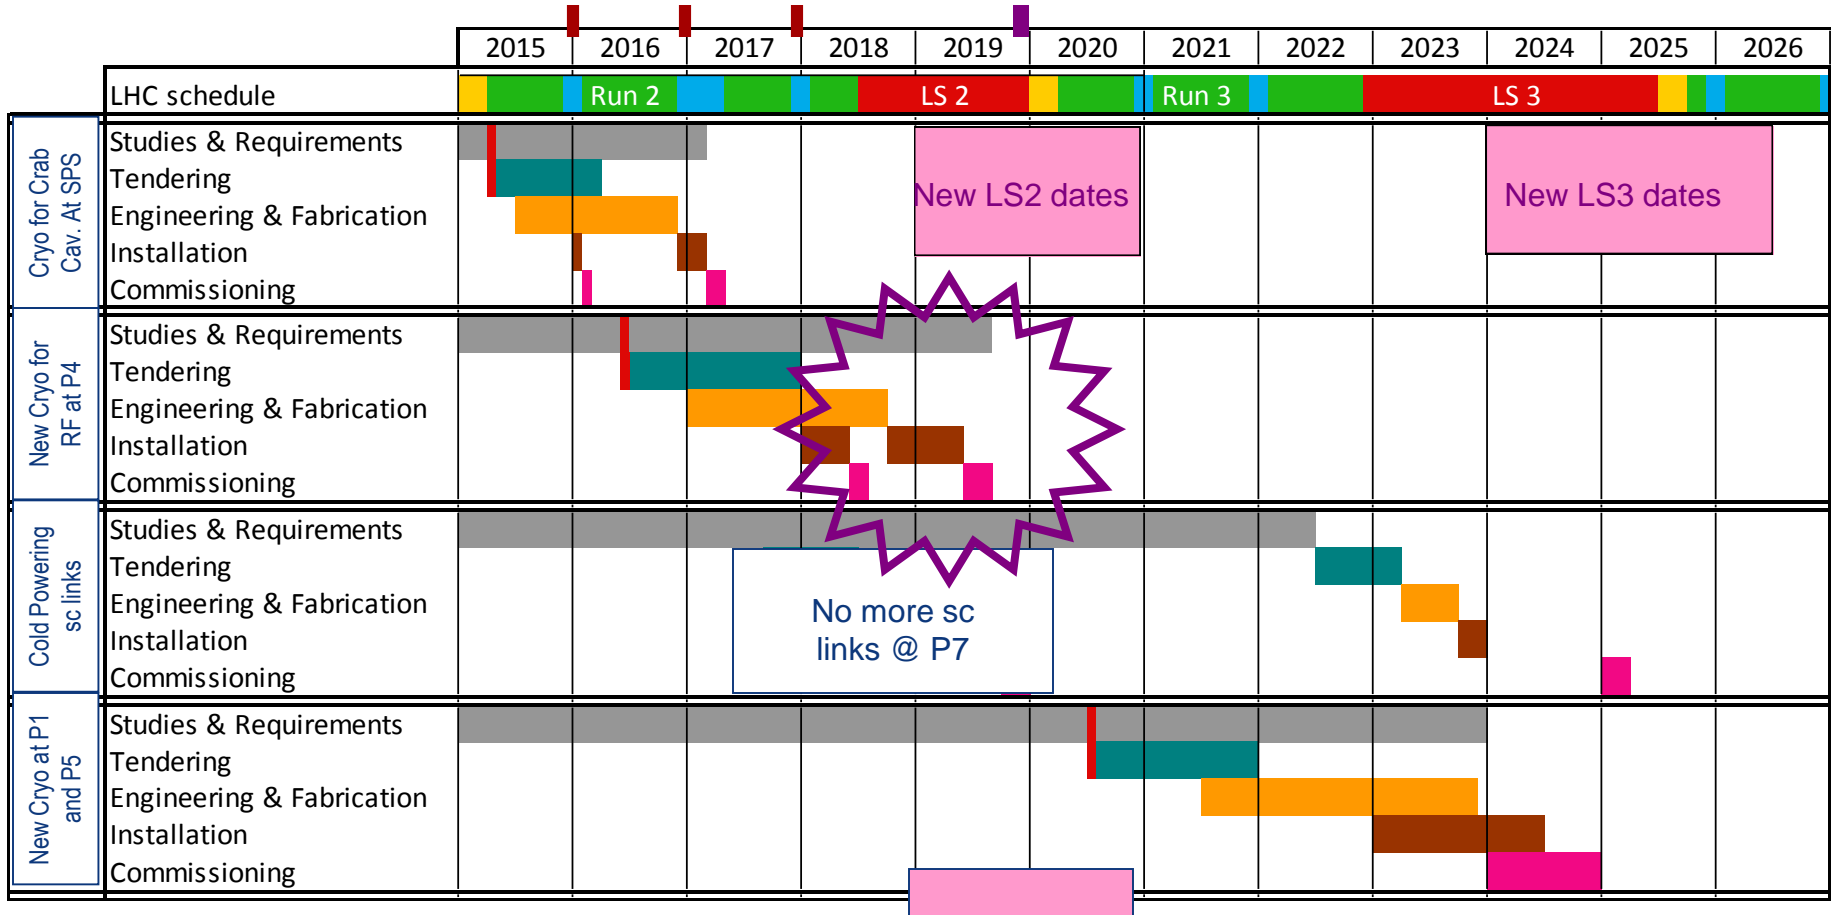 2015 2016 2017 2018 2019 2020 2021 2022 2023 2024 2025 2026
LHC schedule Run 2 LS 2 Run 3 LS 3
Cryo for Crab
Cav. At SPS
Studies & Requirements
Tendering
Engineering & Fabrication
Installation
Commissioning
New LS2 dates
New LS3 dates
New Cryo for
RF at P4
Studies & Requirements
Tendering
Engineering & Fabrication
Installation
Commissioning
Cold Powering
sc links
Studies & Requirements
Tendering
Engineering & Fabrication
Installation
Commissioning
No more sc
links @ P7
New Cryo at P1
and P5
Studies & Requirements
Tendering
Engineering & Fabrication
Installation
Commissioning